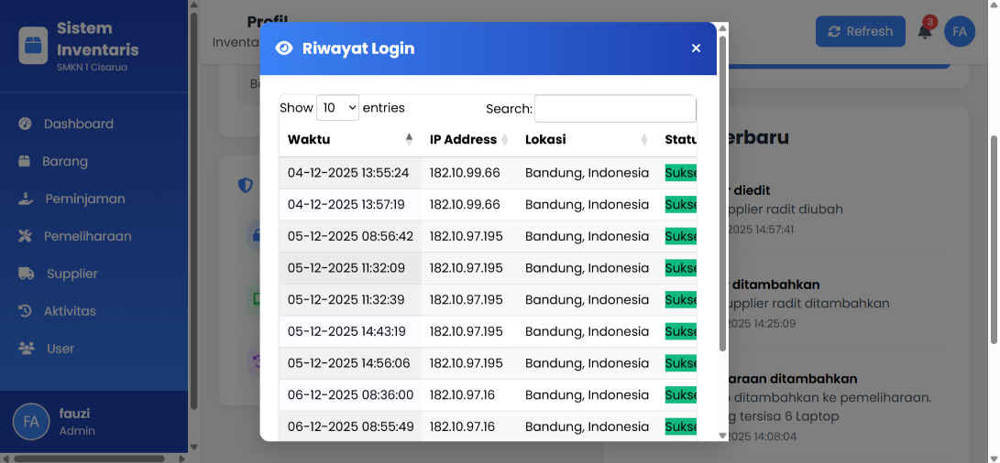 Sistem
Inventaris
SMKN 1 Cisarua
Dashboard
Barang
Peminjaman
Pemeliharaan
Supplier
Aktivitas
User
FA
fauzi
Admin
Profil
Refresh
3
FA
Riwayat Login
×
Show 10 entries
Search:
Waktu IP Address Lokasi Statu
04-12-2025 13:55:24 182.10.99.66 Bandung, Indonesia Sukse
04-12-2025 13:57:19 182.10.99.66 Bandung, Indonesia Sukse
05-12-2025 08:56:42 182.10.97.195 Bandung, Indonesia Sukse
05-12-2025 11:32:09 182.10.97.195 Bandung, Indonesia Sukse
05-12-2025 11:32:39 182.10.97.195 Bandung, Indonesia Sukse
05-12-2025 14:43:19 182.10.97.195 Bandung, Indonesia Sukse
05-12-2025 14:56:06 182.10.97.195 Bandung, Indonesia Sukse
06-12-2025 08:36:00 182.10.97.16 Bandung, Indonesia Sukse
06-12-2025 08:55:49 182.10.97.16 Bandung, Indonesia Sukse
erbaru
diedit
pplier radit diubah
2025 14:57:41
ditambahkan
upplier radit ditambahkan
2025 14:25:09
araan ditambahkan
ditambahkan ke pemeliharaan.
g tersisa 6 Laptop
2025 14:08:04